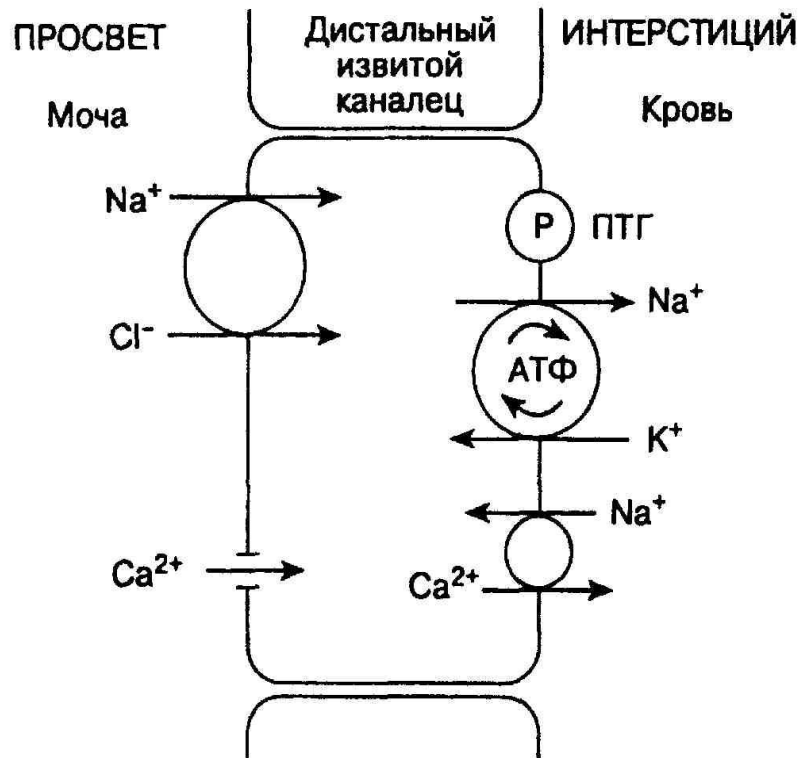 ПРОСВЕТ
Дистальный
извитой
каналец
ИНТЕРСТИЦИЙ
Моча
Кровь
Na⁺
P
ПТГ
Na⁺
Cl⁻
АТФ
K⁺
Na⁺
Ca²⁺
Ca²⁺